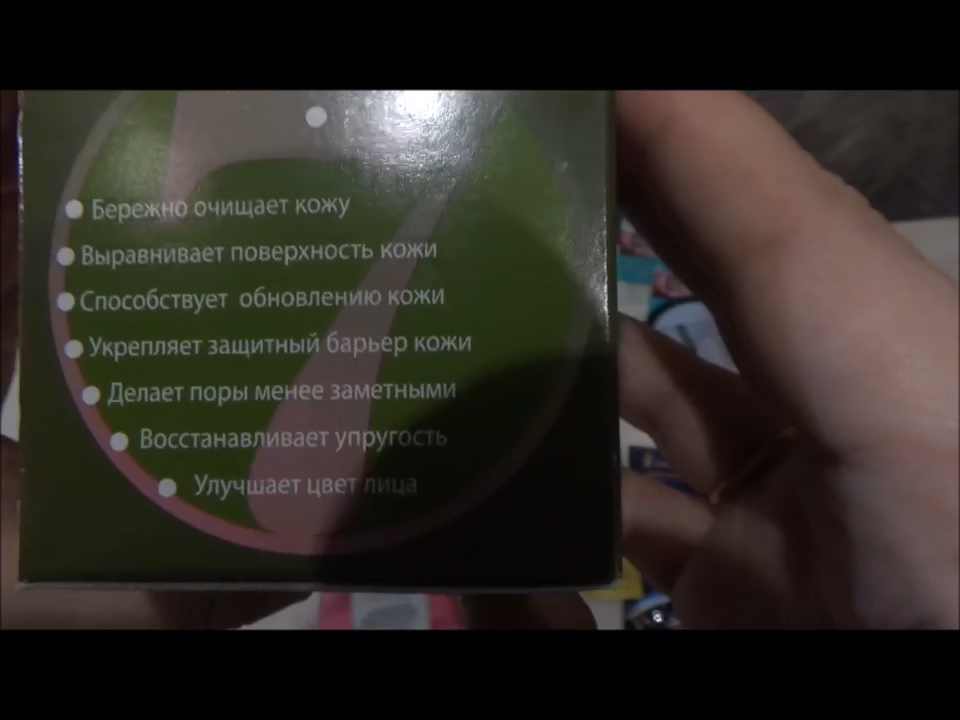 Бережно очищает кожу
Выравнивает поверхность кожи
Способствует обновлению кожи
Укрепляет защитный барьер кожи
Делает поры менее заметными
Восстанавливает упругость
Улучшает цвет лица